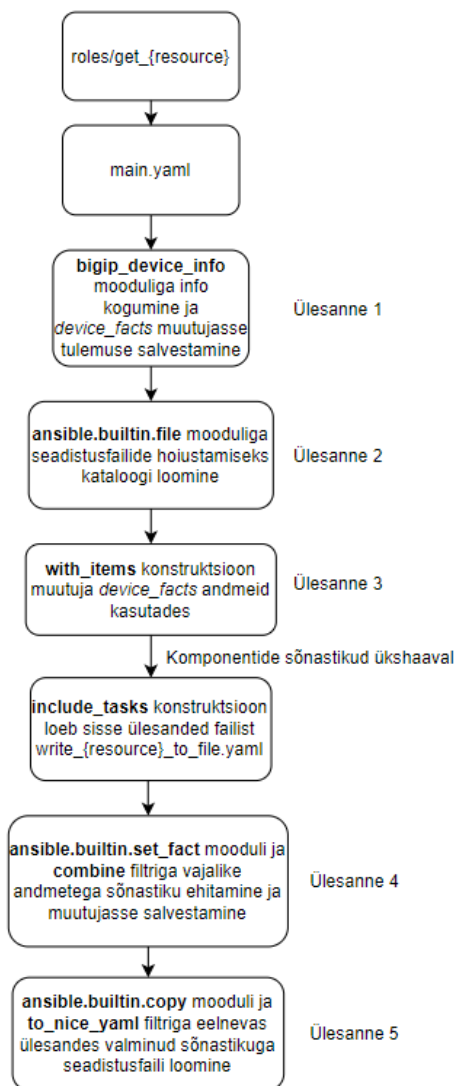 roles/get_{resource}
main.yaml
bigip_device_info
mooduliga info
kogumine ja
device_facts muutujasse
tulemuse salvestamine
Ülesanne 1
ansible.builtin.file mooduliga
seadistusfailide hoiustamiseks
kataloogi loomine
Ülesanne 2
with_items konstruktsioon
muutuja device_facts andmeid
kasutades
Ülesanne 3
Komponentide sõnastikud ükshaaval
include_tasks konstruktsioon
loeb sisse ülesanded failist
write_{resource}_to_file.yaml
ansible.builtin.set_fact mooduli ja
combine filtriga vajalike
andmetega sõnastiku ehitamine ja
muutujasse salvestamine
Ülesanne 4
ansible.builtin.copy mooduli ja
to_nice_yaml filtriga eelnevas
ülesandes valminud sõnastikuga
seadistusfaili loomine
Ülesanne 5